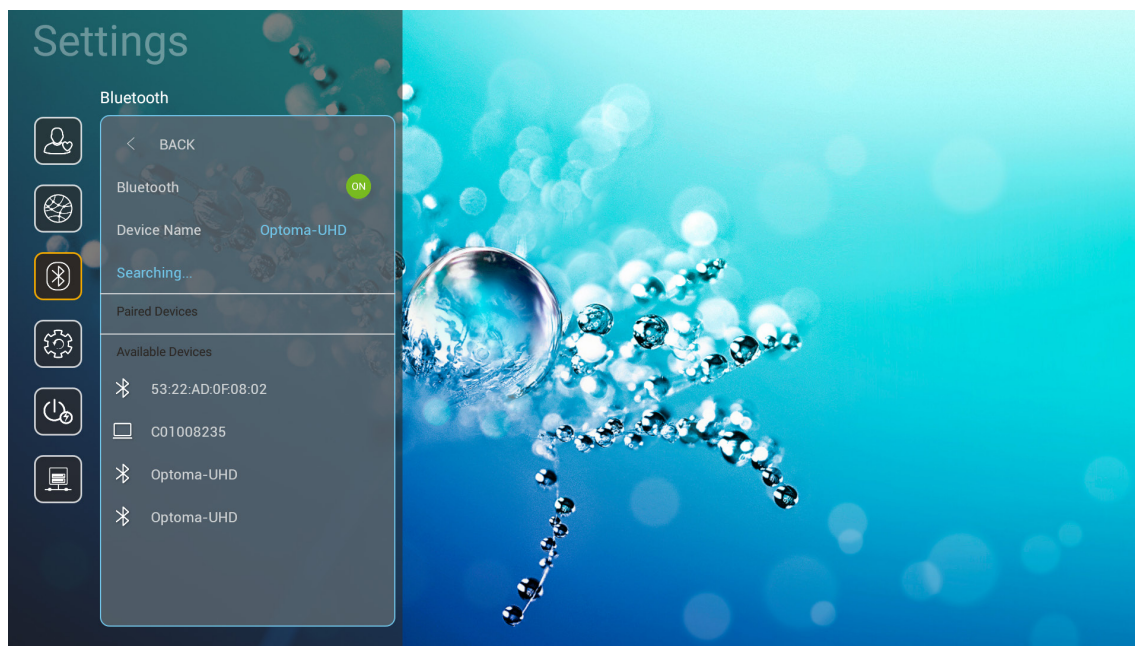 Settings
Bluetooth
BACK
Bluetooth ON
Device Name Optoma-UHD
Searching...
Paired Devices
Available Devices
53:22:AD:0F:08:02
C01008235
Optoma-UHD
Optoma-UHD